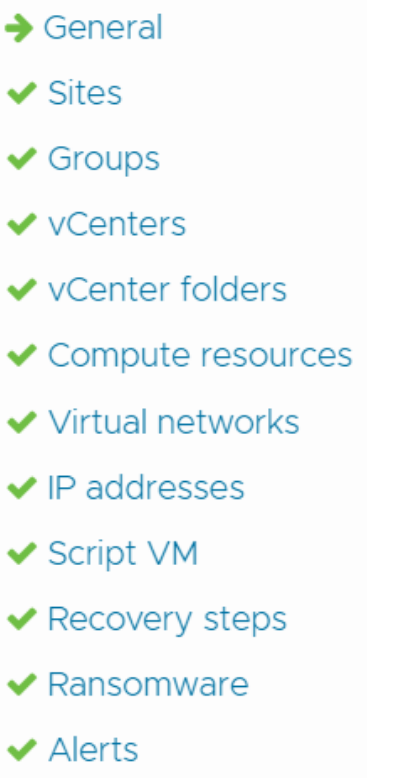 General
Sites
Groups
vCenters
vCenter folders
Compute resources
Virtual networks
IP addresses
Script VM
Recovery steps
Ransomware
Alerts